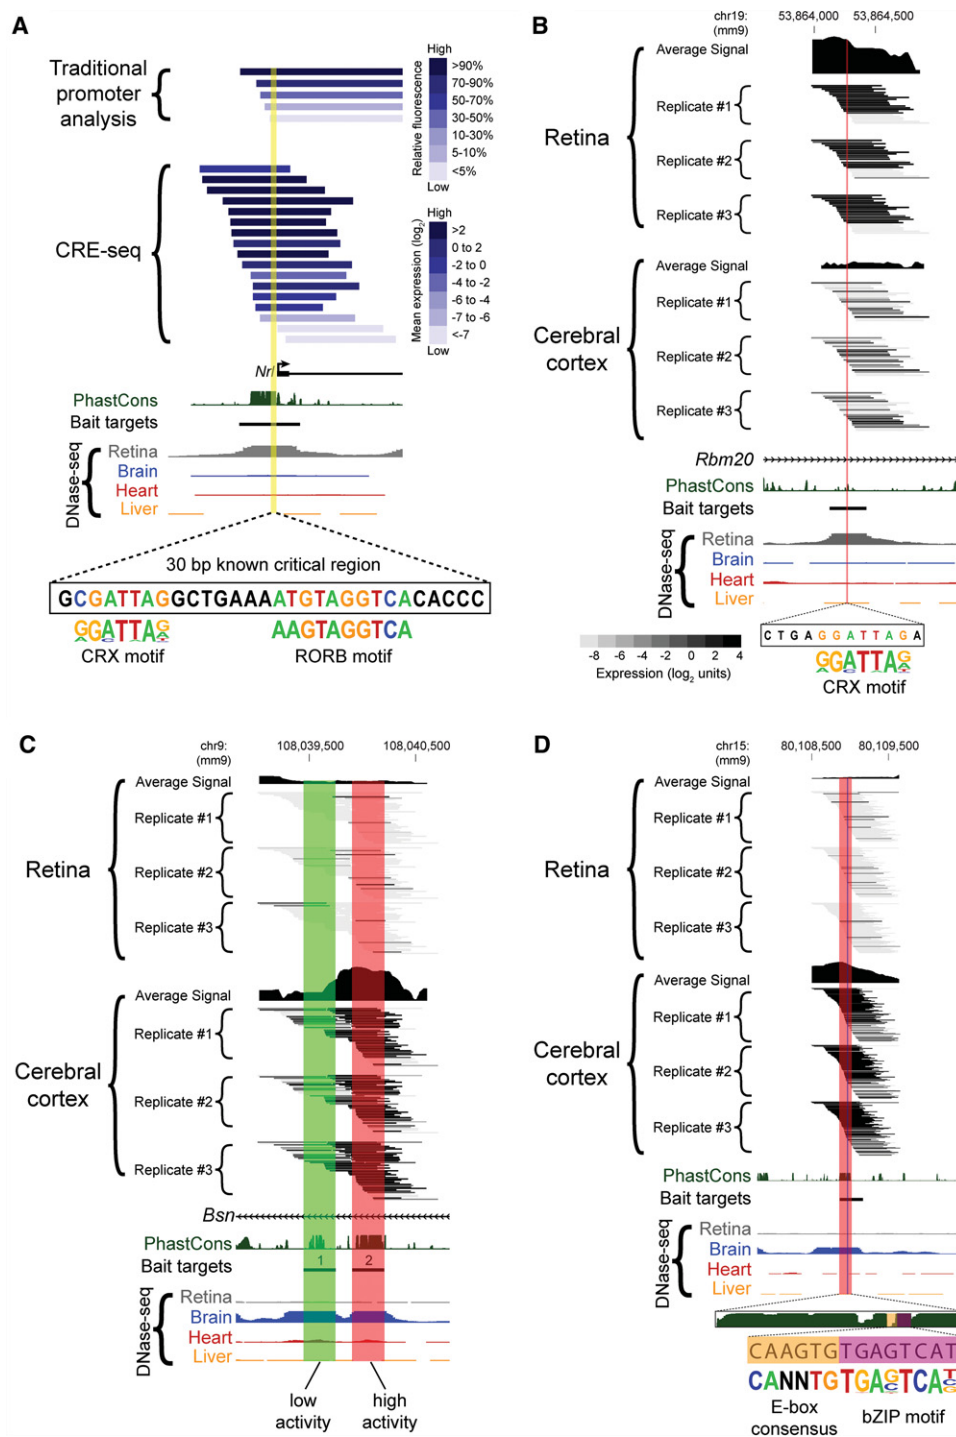 A
Traditional
promoter
analysis
High
Relative fluorescence
>90%
70-90%
50-70%
30-50%
10-30%
5-10%
<5%
Low
CRE-seq
High
Mean expression (log2)
>2
0 to 2
-2 to 0
-4 to -2
-6 to -4
-7 to -6
<-7
Low
Nrl
PhastCons
Bait targets
DNase-seq
Retina
Brain
Heart
Liver
30 bp known critical region
GCGATTAGGCTGAAAATGTAGGTCACACCC
GGATTAG
AAGTAGGTCA
CRX motif
RORB motif
B
chr19:
(mm9)
53,864,000
53,864,500
Retina
Average Signal
Replicate #1
Replicate #2
Replicate #3
Cerebral
cortex
Average Signal
Replicate #1
Replicate #2
Replicate #3
Rbm20
PhastCons
Bait targets
DNase-seq
Retina
Brain
Heart
Liver
CTGAGGATTAGA
GGATTAG
CRX motif
-8 -6 -4 -2 0 2 4
Expression (log2 units)
C
chr9:
(mm9)
108,039,500
108,040,500
Retina
Average Signal
Replicate #1
Replicate #2
Replicate #3
Cerebral
cortex
Average Signal
Replicate #1
Replicate #2
Replicate #3
Bsn
PhastCons
Bait targets
1
2
DNase-seq
Retina
Brain
Heart
Liver
low
activity
high
activity
D
chr15:
(mm9)
80,108,500
80,109,500
Retina
Average Signal
Replicate #1
Replicate #2
Replicate #3
Cerebral
cortex
Average Signal
Replicate #1
Replicate #2
Replicate #3
PhastCons
Bait targets
DNase-seq
Retina
Brain
Heart
Liver
CAAGTGTGAGTCAT
CANNTGTGAGTCAT
E-box
consensus
bZIP motif